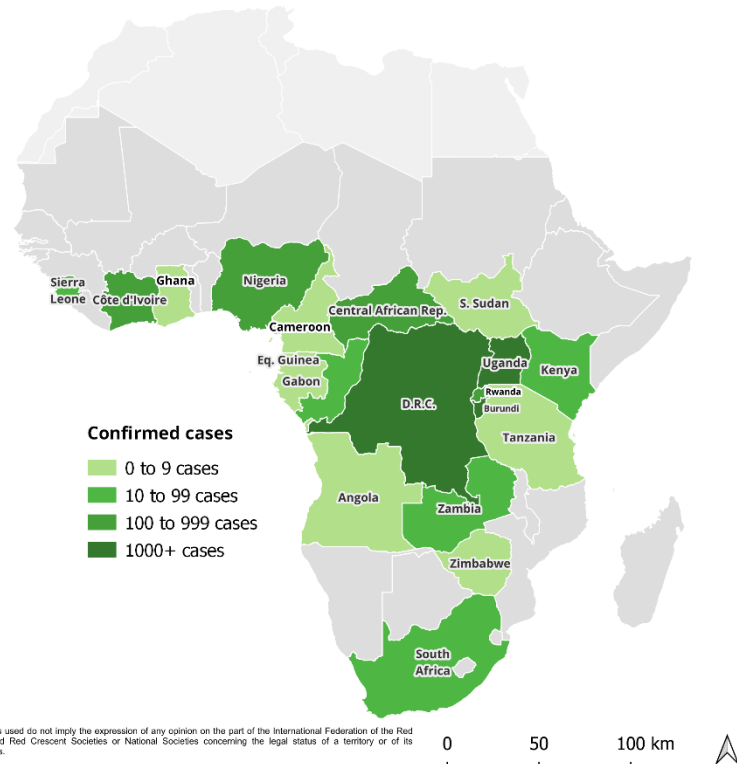 Sierra
Leone
Côte d'Ivoire
Ghana
Nigeria
Cameroon
Central African Rep.
S. Sudan
Eq. Guinea
Gabon
D.R.C.
Uganda
Kenya
Rwanda
Burundi
Tanzania
Angola
Zambia
Zimbabwe
South
Africa
Confirmed cases
0 to 9 cases
10 to 99 cases
100 to 999 cases
1000+ cases
used do not imply the expression of any opinion on the part of the International Federation of the Red
Red Crescent Societies or National Societies concerning the legal status of a territory or of its
0 50 100 km